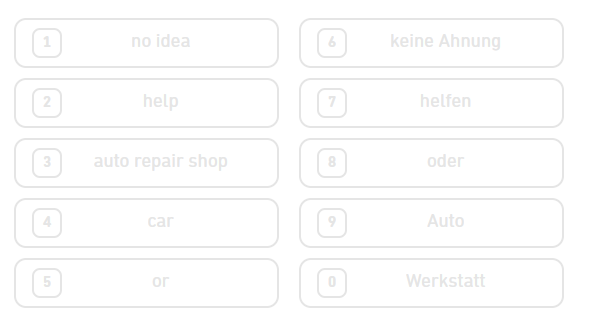 1 no idea 6 keine Ahnung
2 help 7 helfen
3 auto repair shop 8 oder
4 car 9 Auto
5 or 0 Werkstatt